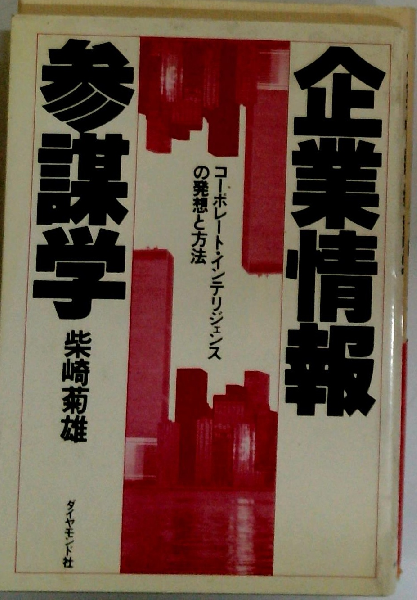 企業情報
参謀学
コーポレート・インテリジェンス
の発想と方法
柴崎菊雄
ダイヤモンド社